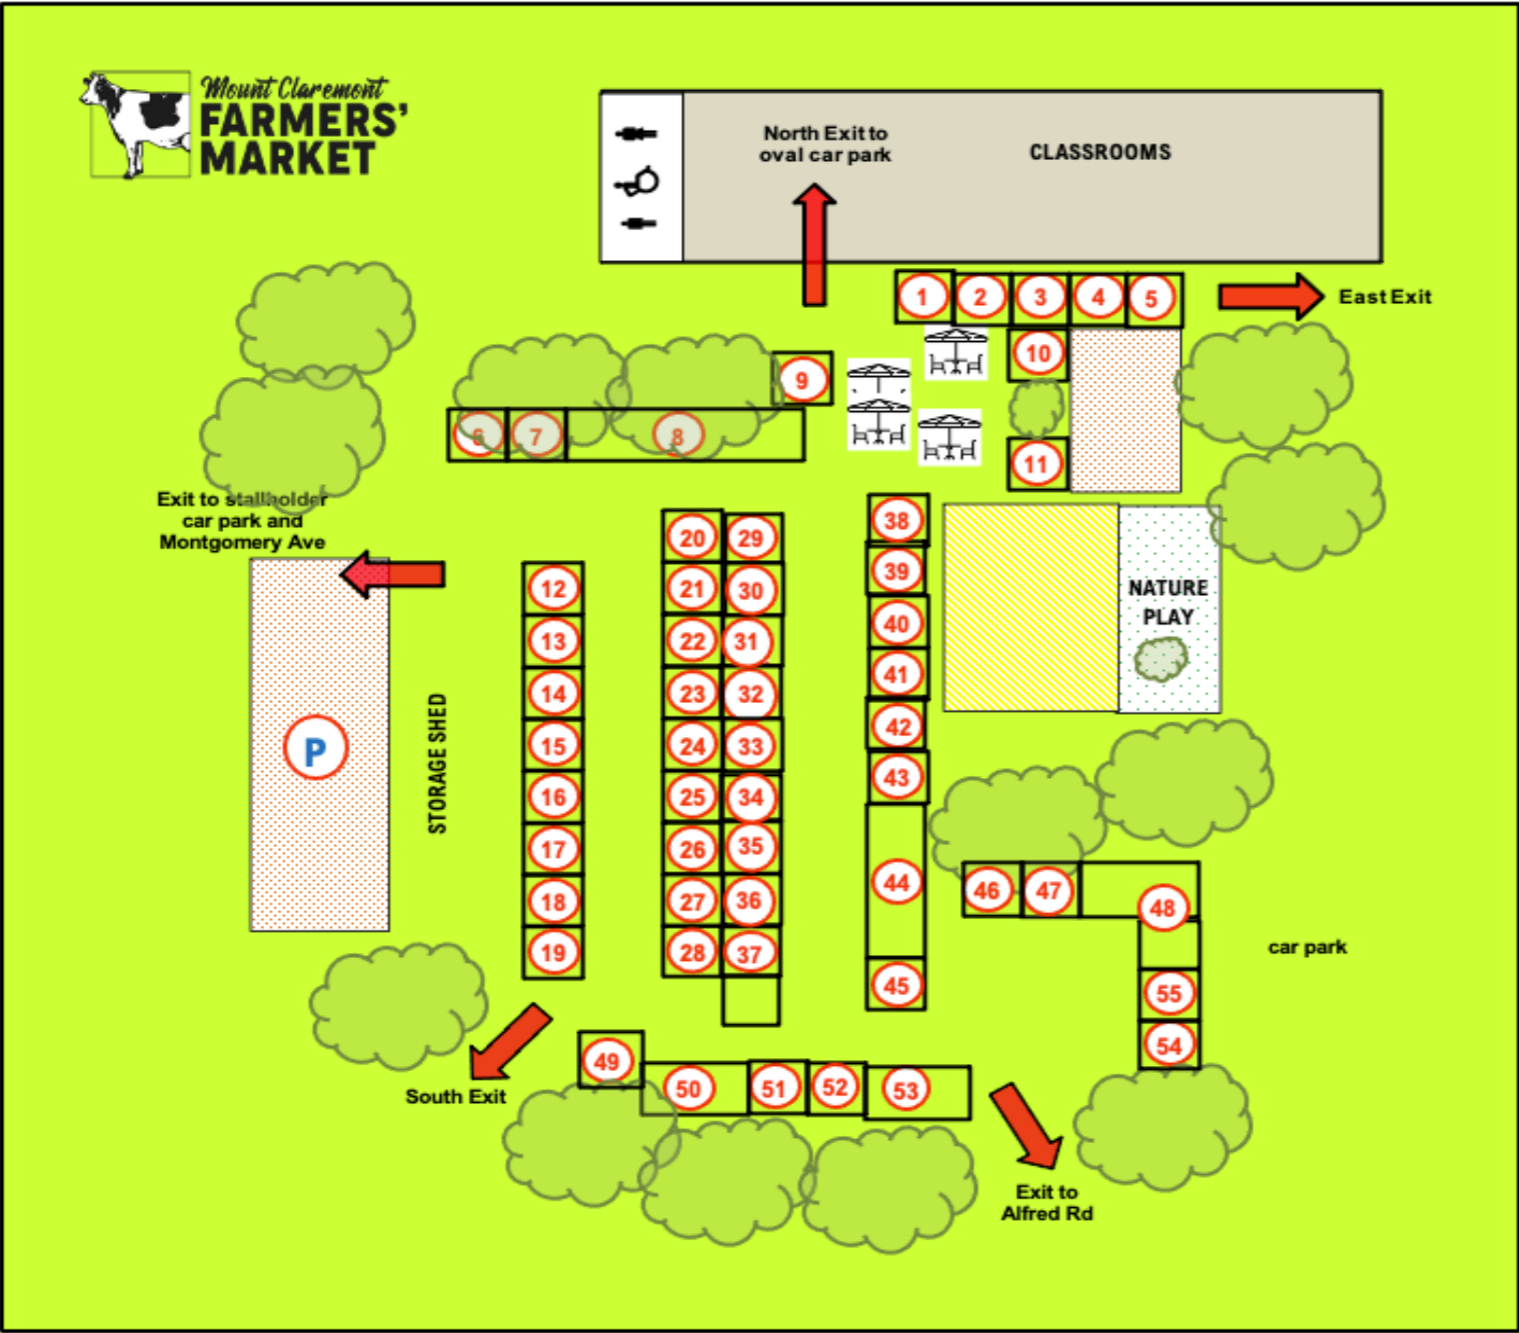 Mount Claremont
FARMERS'
MARKET
North Exit to
oval car park
CLASSROOMS
1 2 3 4 5
East Exit
10
9
6 7 8
11
Exit to stallholder
car park and
Montgomery Ave
38
20 29
39
12
21 30
NATURE
PLAY
40
13
22 31
41
14
23 32
42
15
24 33
P
STORAGE SHED
43
16
25 34
17
26 35
44
46 47 48
18
27 36
car park
19
28 37
45
55
54
49
50 51 52 53
South Exit
Exit to
Alfred Rd